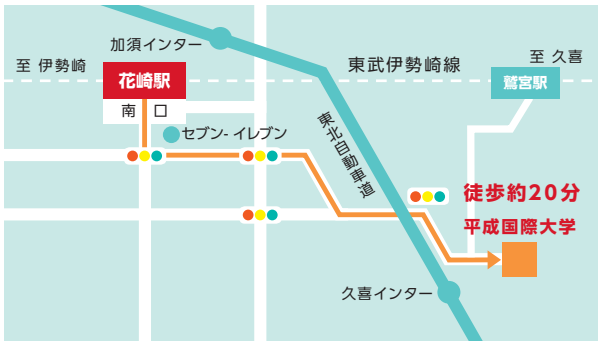 加須インター
至 伊勢崎
花崎駅
東武伊勢崎線
至 久喜
鷲宮駅
南 口
セブン-イレブン
東北自動車道
徒歩約20分
平成国際大学
久喜インター